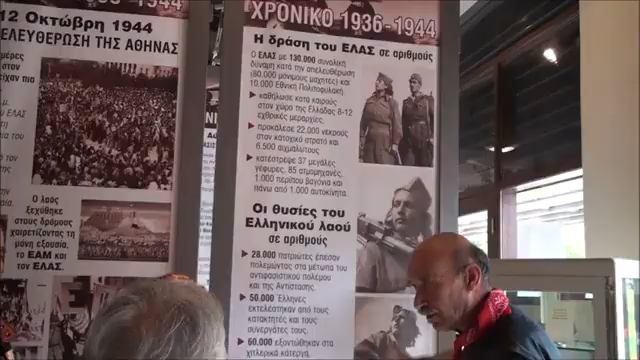 12 Οκτώβρη 1944
ΕΛΕΥΘΕΡΩΣΗ ΤΗΣ ΑΘΗΝΑΣ
Ο λαός
ξεχύθηκε
στους δρόμους
χαιρετίζοντας τη
μόνη εξουσία,
το ΕΑΜ και
τον ΕΛΑΣ.
ΧΡΟΝΙΚΟ 1936-1944
Η δράση του ΕΛΑΣ σε αριθμούς
Ο ΕΛΑΣ με 130.000 συνολική
δύναμη κατά την απελευθέρωση
(80.000 μόνιμους μαχητές) και
10.000 Εθνική Πολιτοφυλακή
καθήλωσε κατά καιρούς
στον χώρο της Ελλάδας 8-12
εχθρικές μεραρχίες.
προκάλεσε 22.000 νεκρούς
στον κατοχικό στρατό και
6.500 αιχμαλώτους
κατέστρεψε 37 μεγάλες
γέφυρες, 85 ατμομηχανές,
1.000 περίπου βαγόνια και
πάνω από 1.000 αυτοκίνητα.
Οι θυσίες του
Ελληνικού λαού
σε αριθμούς
28.000 πατριώτες έπεσαν
πολεμώντας στα μέτωπα του
αντιφασιστικού πολέμου
και της Αντίστασης.
50.000 Έλληνες
εκτελέστηκαν από τους
κατακτητές και τους
συνεργάτες τους.
60.000 εξοντώθηκαν στα
χιτλερικά κάτεργα.